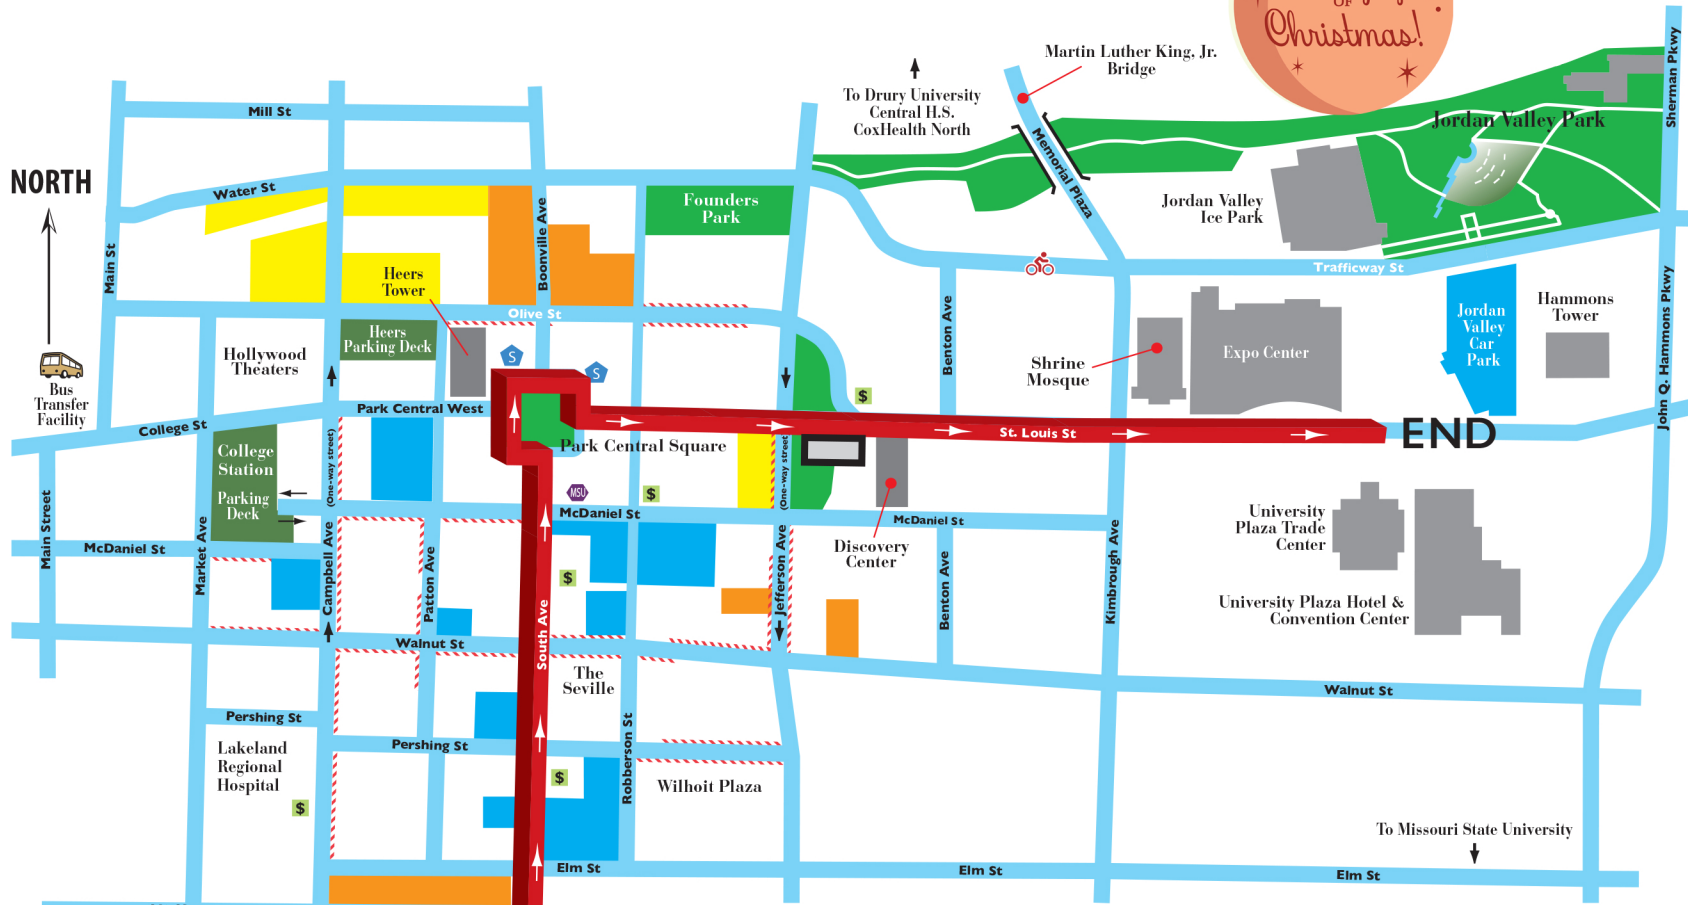 OF
Christmas!
Martin Luther King, Jr.
Bridge
To Drury University
Central H.S.
CoxHealth North
Sherman Pkwy
Mill St
Jordan Valley Park
Memorial Plaza
NORTH
Water St
Founders
Park
Jordan Valley
Ice Park
Main St
Boonville Ave
Heers
Tower
Trafficway St
Olive St
Benton Ave
Jordan
Valley
Car
Park
Hammons
Tower
John Q. Hammons Pkwy
Heers
Parking Deck
Hollywood
Theaters
S
S
Shrine
Mosque
Expo Center
Bus
Transfer
Facility
$
Park Central West
College St
St. Louis St
END
Park Central Square
College
Station
Parking
Deck
(One-way street)
(One-way street)
MSU
$
McDaniel St
McDaniel St
McDaniel St
Main Street
Market Ave
Campbell Ave
Patton Ave
Jefferson Ave
Discovery
Center
Benton Ave
Kimbrough Ave
University
Plaza Trade
Center
$
University Plaza Hotel &
Convention Center
South Ave
Walnut St
The
Seville
Walnut St
Pershing St
Pershing St
Lakeland
Regional
Hospital
$
$
Robberson St
Wilhoit Plaza
To Missouri State University
Elm St
Elm St
Elm St